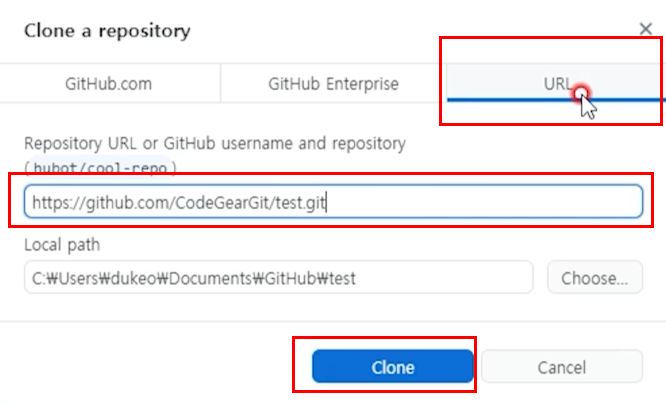 Clone a repository
GitHub.com
GitHub Enterprise
URL
Repository URL or GitHub username and repository
(hubot/cool-repo)
https://github.com/CodeGearGit/test.git
Local path
C:₩Users₩dukeo₩Documents₩GitHub₩test
Choose...
Clone
Cancel